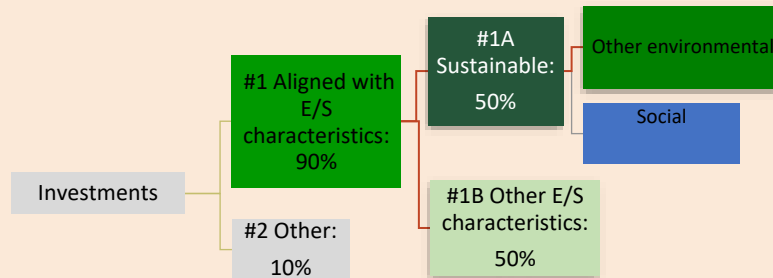 Investments
#1 Aligned with
E/S
characteristics:
90%
#2 Other:
10%
#1A
Sustainable:
50%
#1B Other E/S
characteristics:
50%
Other environmental
Social